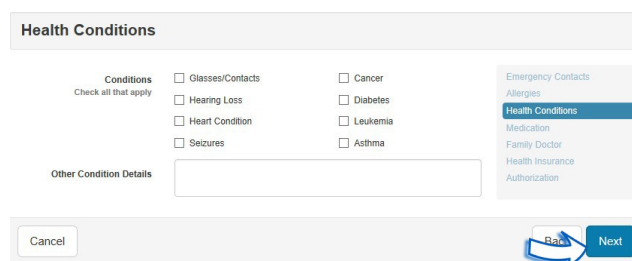 Health Conditions
Conditions
Check all that apply
Glasses/Contacts
Cancer
Hearing Loss
Diabetes
Heart Condition
Leukemia
Seizures
Asthma
Other Condition Details
Emergency Contacts
Allergies
Health Conditions
Medication
Family Doctor
Health Insurance
Authorization
Cancel
Back
Next